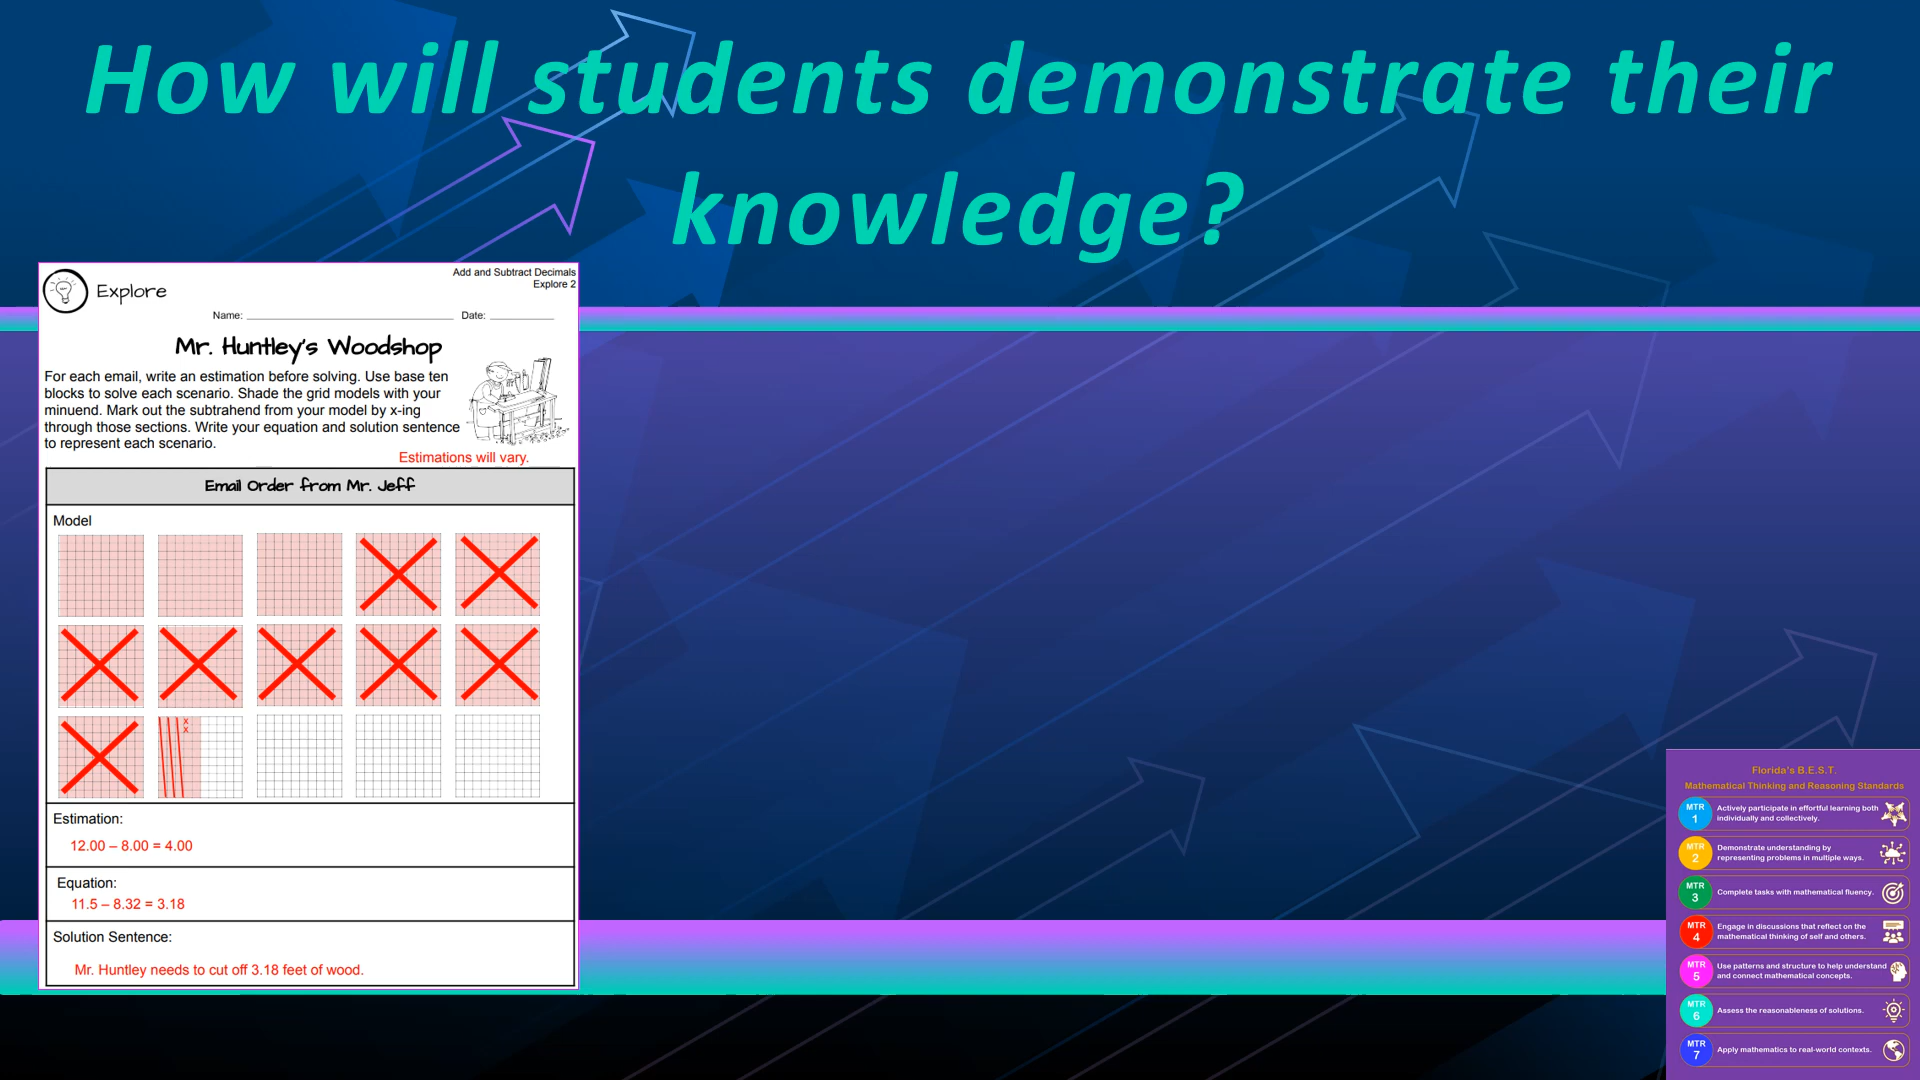 How will students demonstrate their
knowledge?
Add and Subtract Decimals
Explore 2
Explore
Name: Date:
Mr. Huntley's Woodshop
For each email, write an estimation before solving. Use base ten
blocks to solve each scenario. Shade the grid models with your
minuend. Mark out the subtrahend from your model by x-ing
through those sections. Write your equation and solution sentence
to represent each scenario.
Estimations will vary.
Email Order from Mr. Jeff
Model
x
x
Estimation:
12.00 – 8.00 = 4.00
Equation:
11.5 – 8.32 = 3.18
Solution Sentence:
Mr. Huntley needs to cut off 3.18 feet of wood.
Florida's B.E.S.T.
Mathematical Thinking and Reasoning Standards
MTR
1
Actively participate in effortful learning both
individually and collectively.
MTR
2
Demonstrate understanding by
representing problems in multiple ways.
MTR
3
Complete tasks with mathematical fluency.
MTR
4
Engage in discussions that reflect on the
mathematical thinking of self and others.
MTR
5
Use patterns and structure to help understand
and connect mathematical concepts.
MTR
6
Assess the reasonableness of solutions.
MTR
7
Apply mathematics to real-world contexts.